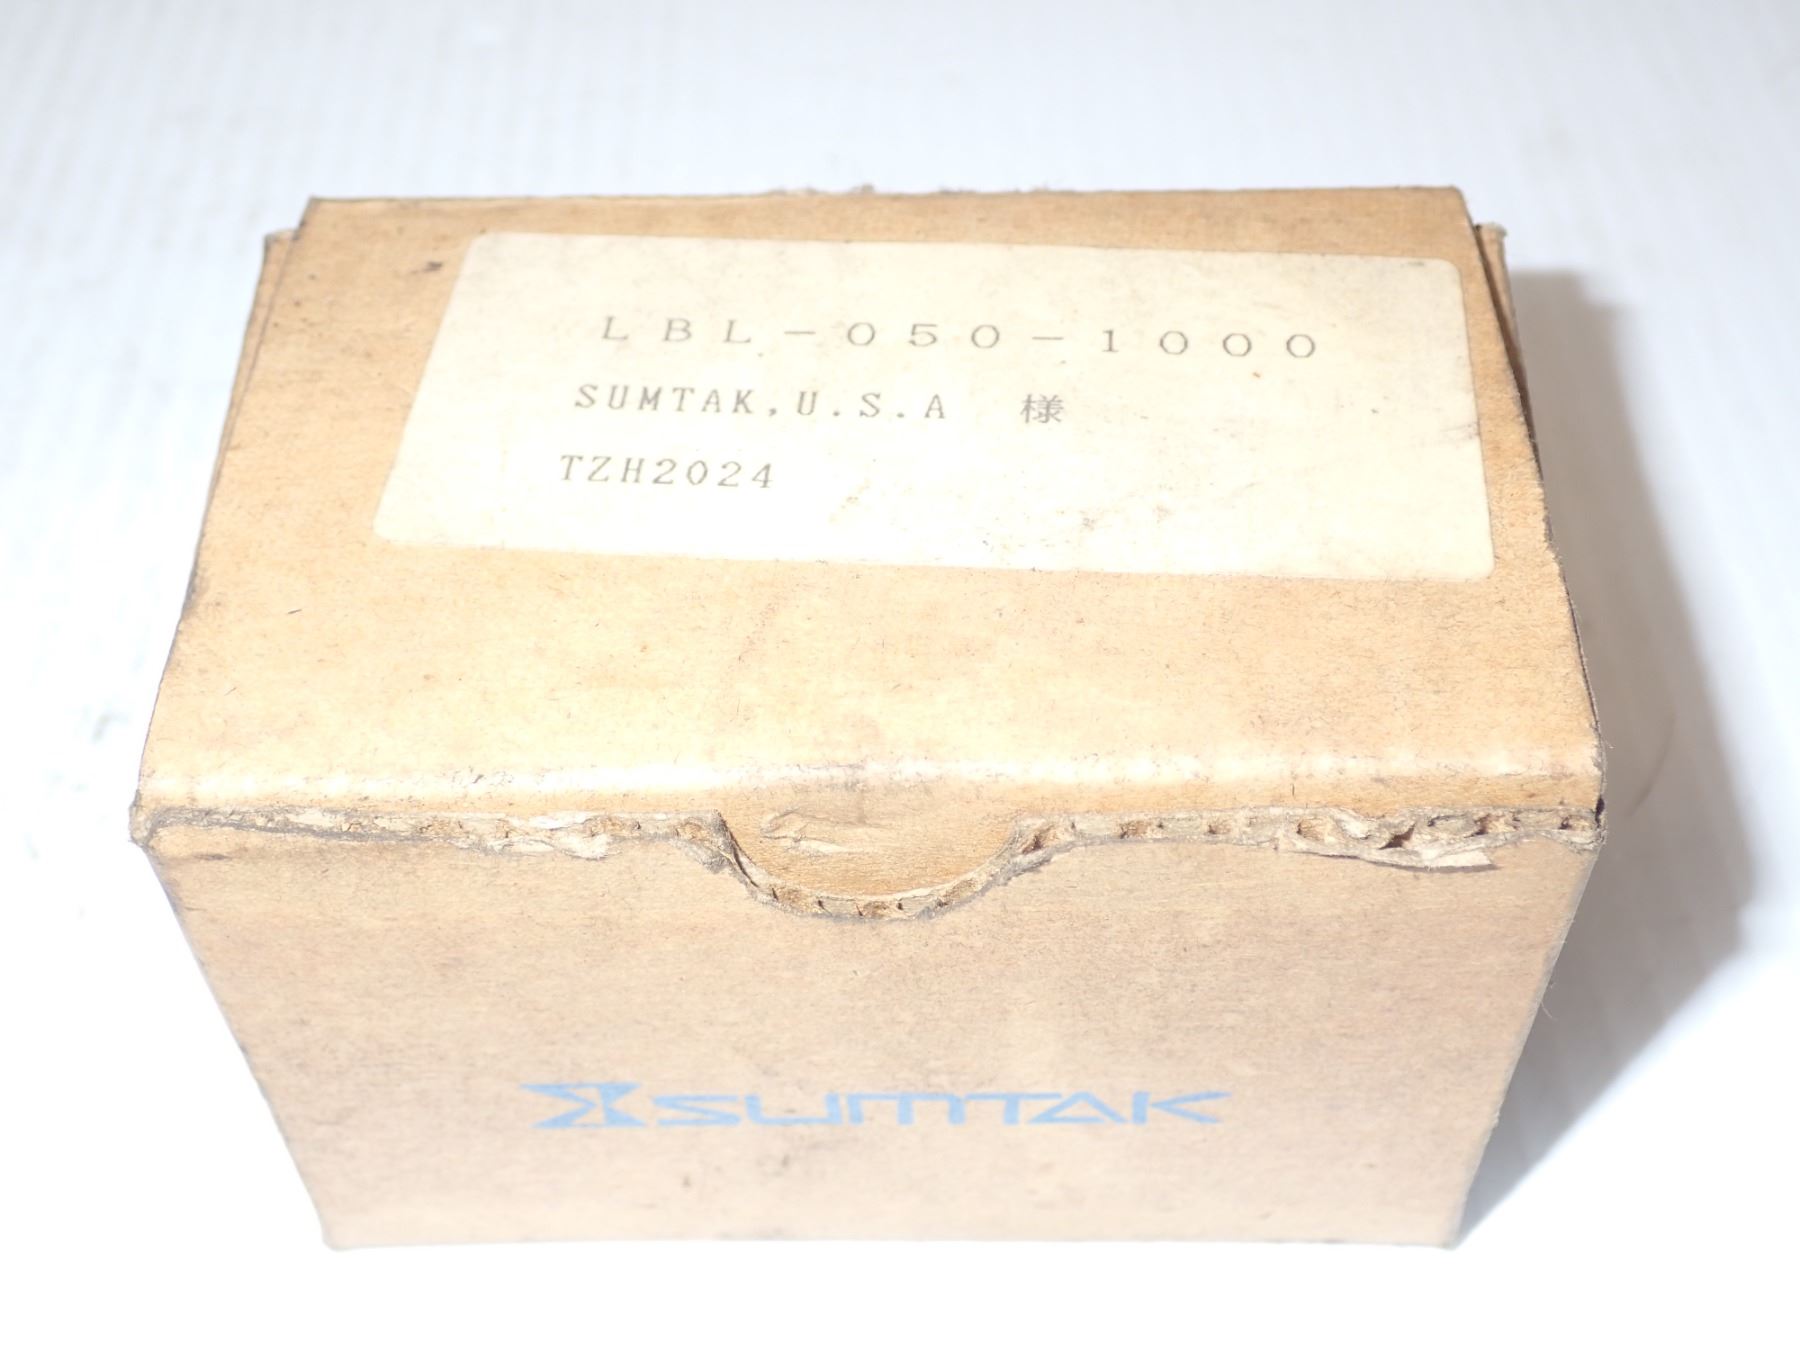 LBL-050-1000
SUMTAK,U.S.A 様
TZH2024
SUMTAK